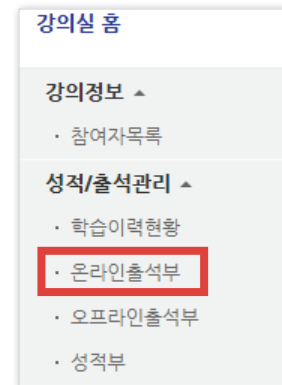 강의실 홈
강의정보 ▲
· 참여자목록
성적/출석관리 ▲
· 학습이력현황
· 온라인출석부
· 오프라인출석부
· 성적부